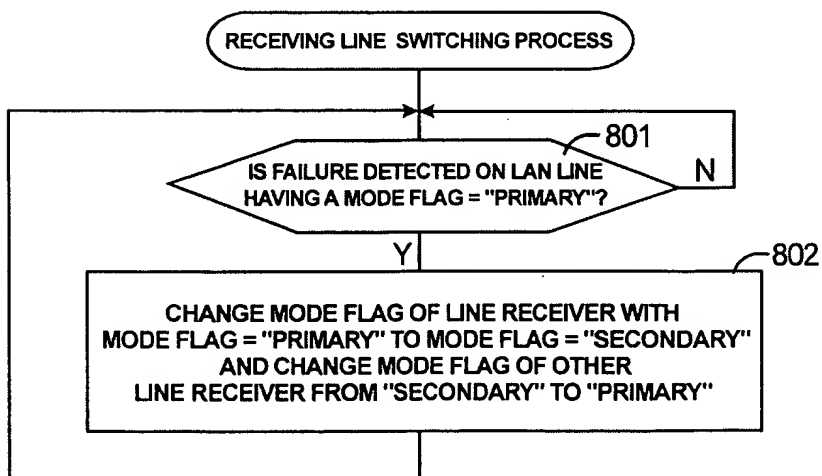 RECEIVING LINE SWITCHING PROCESS
801
IS FAILURE DETECTED ON LAN LINE
HAVING A MODE FLAG = "PRIMARY"?
N
Y
802
CHANGE MODE FLAG OF LINE RECEIVER WITH
MODE FLAG = "PRIMARY" TO MODE FLAG = "SECONDARY"
AND CHANGE MODE FLAG OF OTHER
LINE RECEIVER FROM "SECONDARY" TO "PRIMARY"